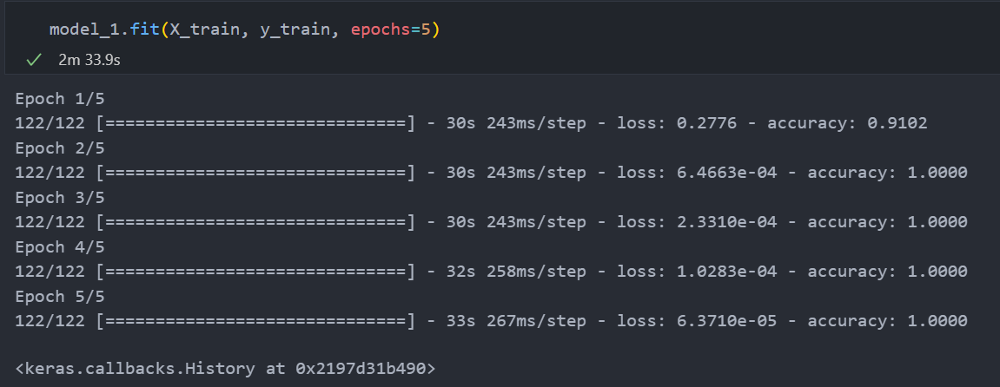 model_1.fit(X_train, y_train, epochs=5)
2m 33.9s
Epoch 1/5
122/122 [==============================] - 30s 243ms/step - loss: 0.2776 - accuracy: 0.9102
Epoch 2/5
122/122 [==============================] - 30s 243ms/step - loss: 6.4663e-04 - accuracy: 1.0000
Epoch 3/5
122/122 [==============================] - 30s 243ms/step - loss: 2.3310e-04 - accuracy: 1.0000
Epoch 4/5
122/122 [==============================] - 32s 258ms/step - loss: 1.0283e-04 - accuracy: 1.0000
Epoch 5/5
122/122 [==============================] - 33s 267ms/step - loss: 6.3710e-05 - accuracy: 1.0000
<keras.callbacks.History at 0x2197d31b490>